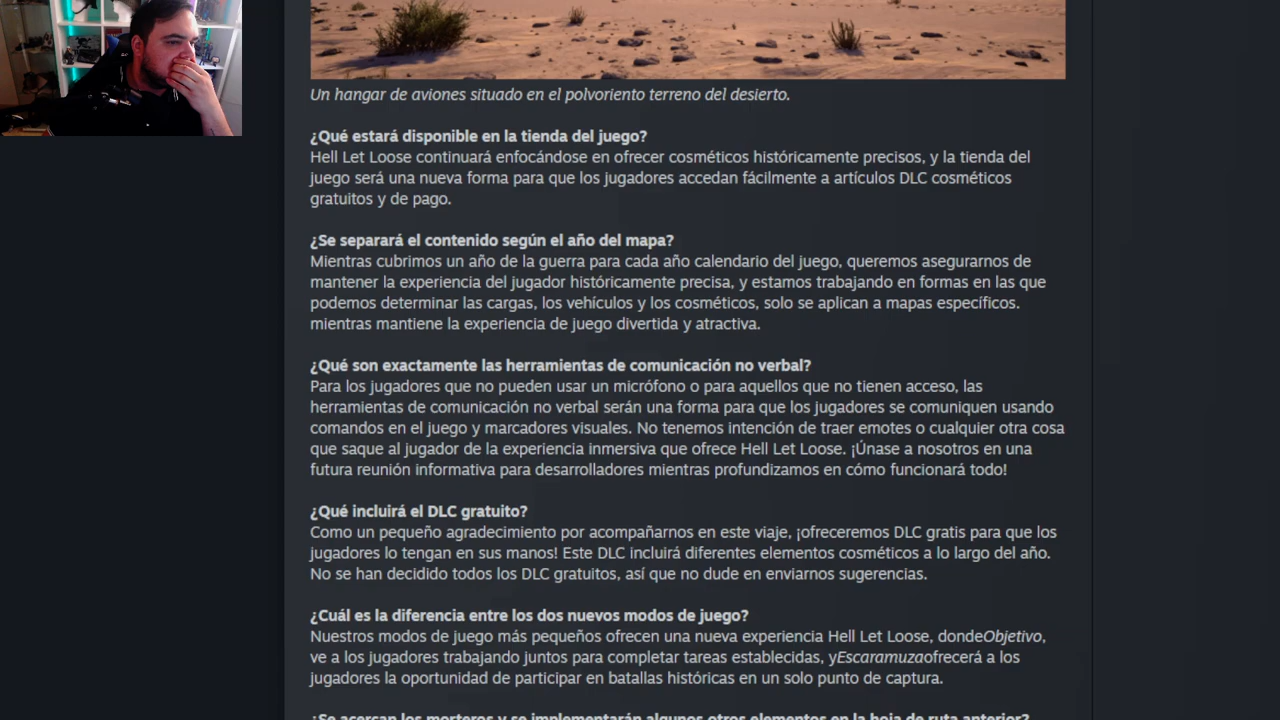 Un hangar de aviones situado en el polvoriento terreno del desierto.
¿Qué estará disponible en la tienda del juego?
Hell Let Loose continuará enfocándose en ofrecer cosméticos históricamente precisos, y la tienda del
juego será una nueva forma para que los jugadores accedan fácilmente a artículos DLC cosméticos
gratuitos y de pago.
¿Se separará el contenido según el año del mapa?
Mientras cubrimos un año de la guerra para cada año calendario del juego, queremos asegurarnos de
mantener la experiencia del jugador históricamente precisa, y estamos trabajando en formas en las que
podemos determinar las cargas, los vehículos y los cosméticos, solo se aplican a mapas específicos.
mientras mantiene la experiencia de juego divertida y atractiva.
¿Qué son exactamente las herramientas de comunicación no verbal?
Para los jugadores que no pueden usar un micrófono o para aquellos que no tienen acceso, las
herramientas de comunicación no verbal serán una forma para que los jugadores se comuniquen usando
comandos en el juego y marcadores visuales. No tenemos intención de traer emotes o cualquier otra cosa
que saque al jugador de la experiencia inmersiva que ofrece Hell Let Loose. ¡Únase a nosotros en una
futura reunión informativa para desarrolladores mientras profundizamos en cómo funcionará todo!
¿Qué incluirá el DLC gratuito?
Como un pequeño agradecimiento por acompañarnos en este viaje, ¡ofreceremos DLC gratis para que los
jugadores lo tengan en sus manos! Este DLC incluirá diferentes elementos cosméticos a lo largo del año.
No se han decidido todos los DLC gratuitos, así que no dude en enviarnos sugerencias.
¿Cuál es la diferencia entre los dos nuevos modos de juego?
Nuestros modos de juego más pequeños ofrecen una nueva experiencia Hell Let Loose, dondeObjetivo,
ve a los jugadores trabajando juntos para completar tareas establecidas, yEscaramuzaofrecerá a los
jugadores la oportunidad de participar en batallas históricas en un solo punto de captura.
¿Se acercan los morteros y se implementarán algunos otros elementos en la hoja de ruta anterior?